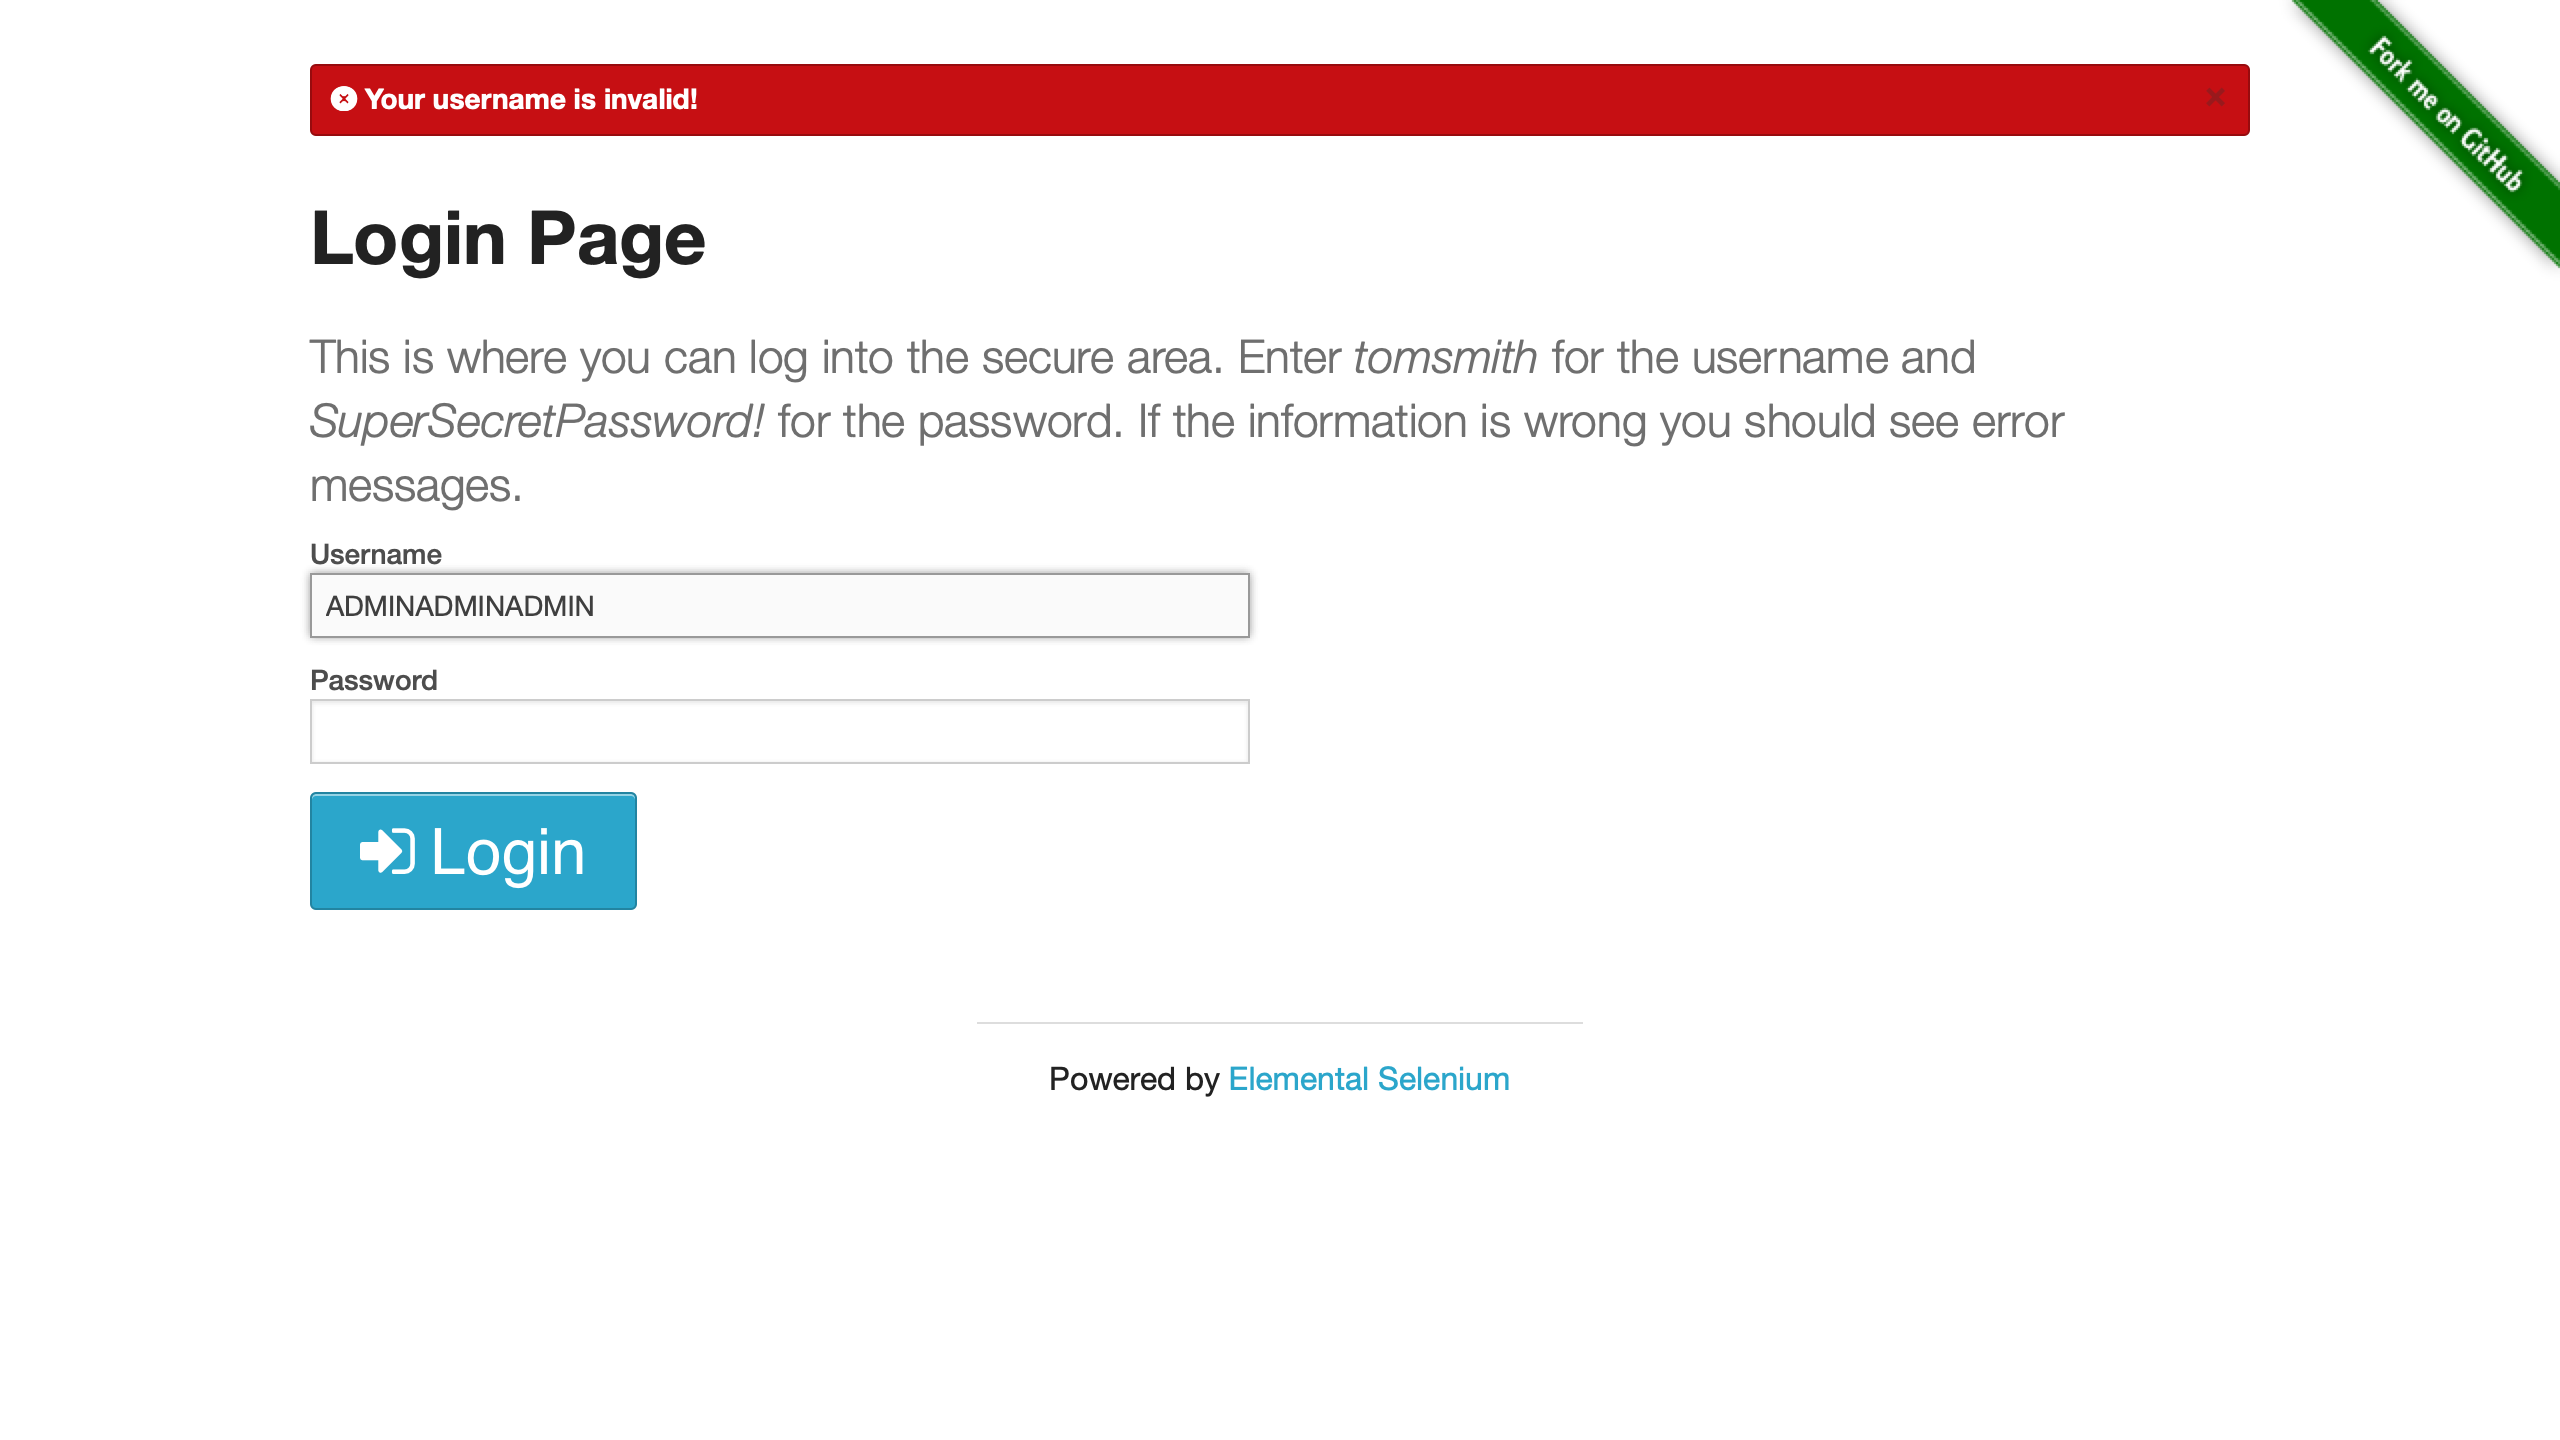 Your username is invalid!
×
Fork me on GitHub
Login Page
This is where you can log into the secure area. Enter tomsmith for the username and
SuperSecretPassword! for the password. If the information is wrong you should see error
messages.
Username
ADMINADMINADMIN
Password
Login
Powered by Elemental Selenium